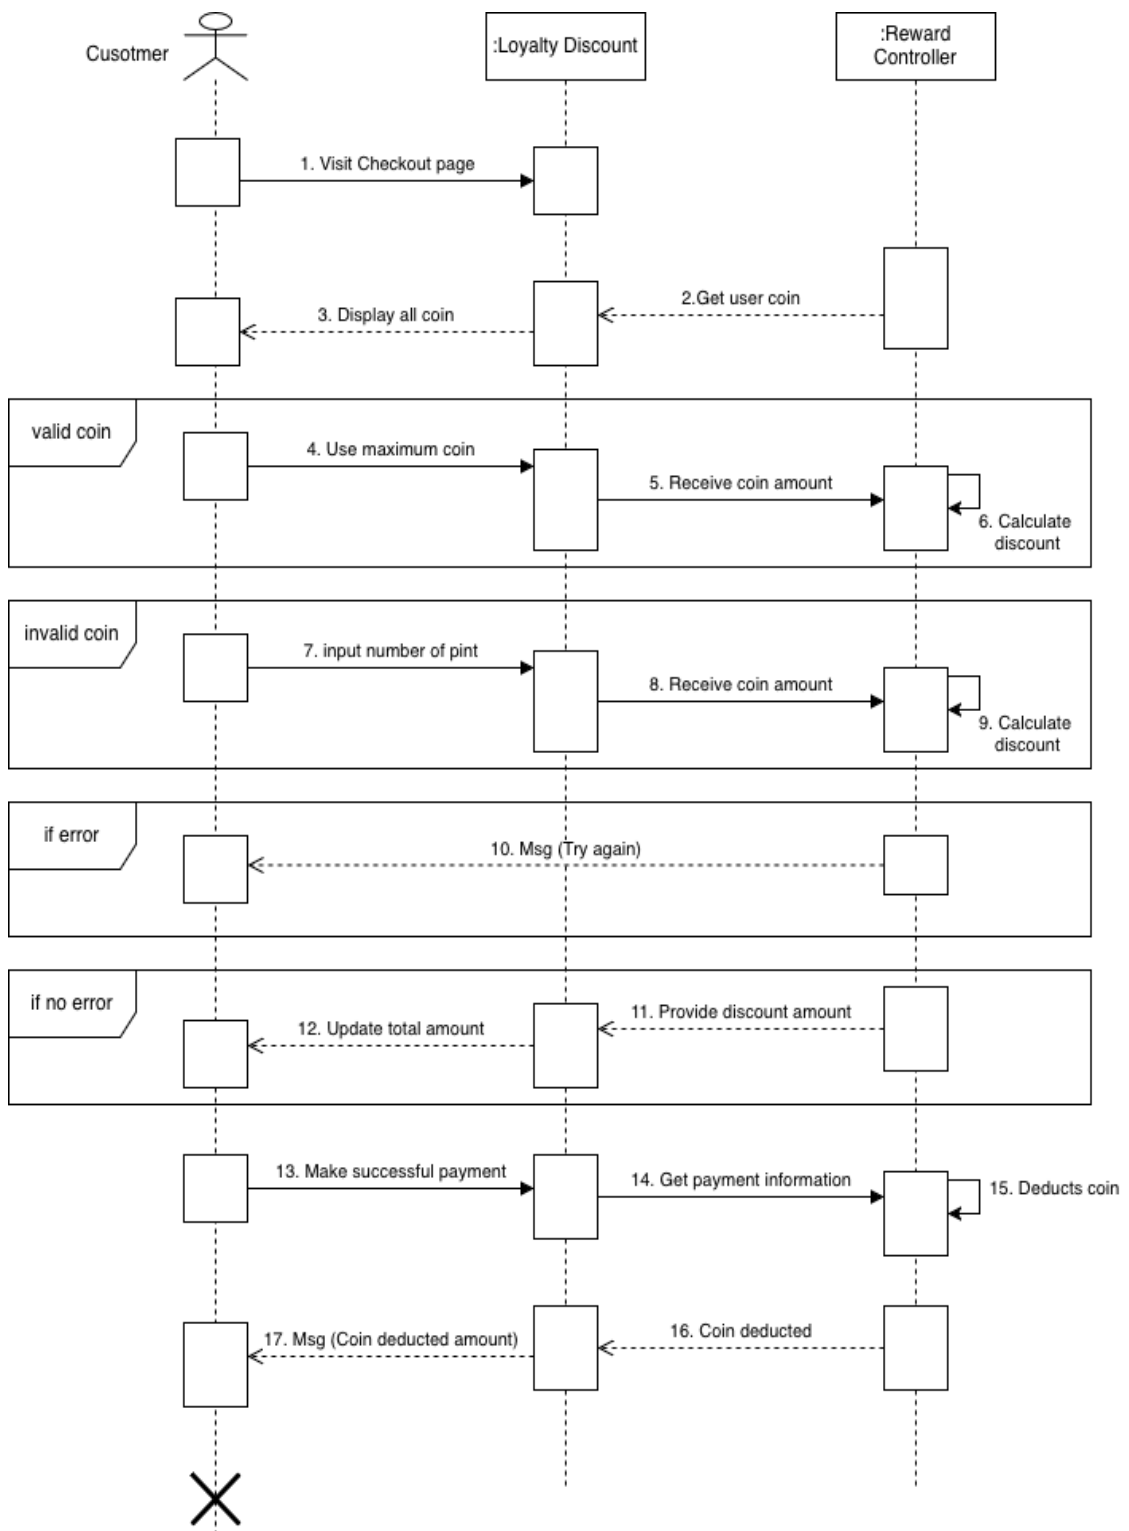 Cusotmer
:Loyalty Discount
:Reward
Controller
1. Visit Checkout page
2.Get user coin
3. Display all coin
valid coin
4. Use maximum coin
5. Receive coin amount
6. Calculate
discount
invalid coin
7. input number of pint
8. Receive coin amount
9. Calculate
discount
if error
10. Msg (Try again)
if no error
11. Provide discount amount
12. Update total amount
13. Make successful payment
14. Get payment information
15. Deducts coin
16. Coin deducted
17. Msg (Coin deducted amount)